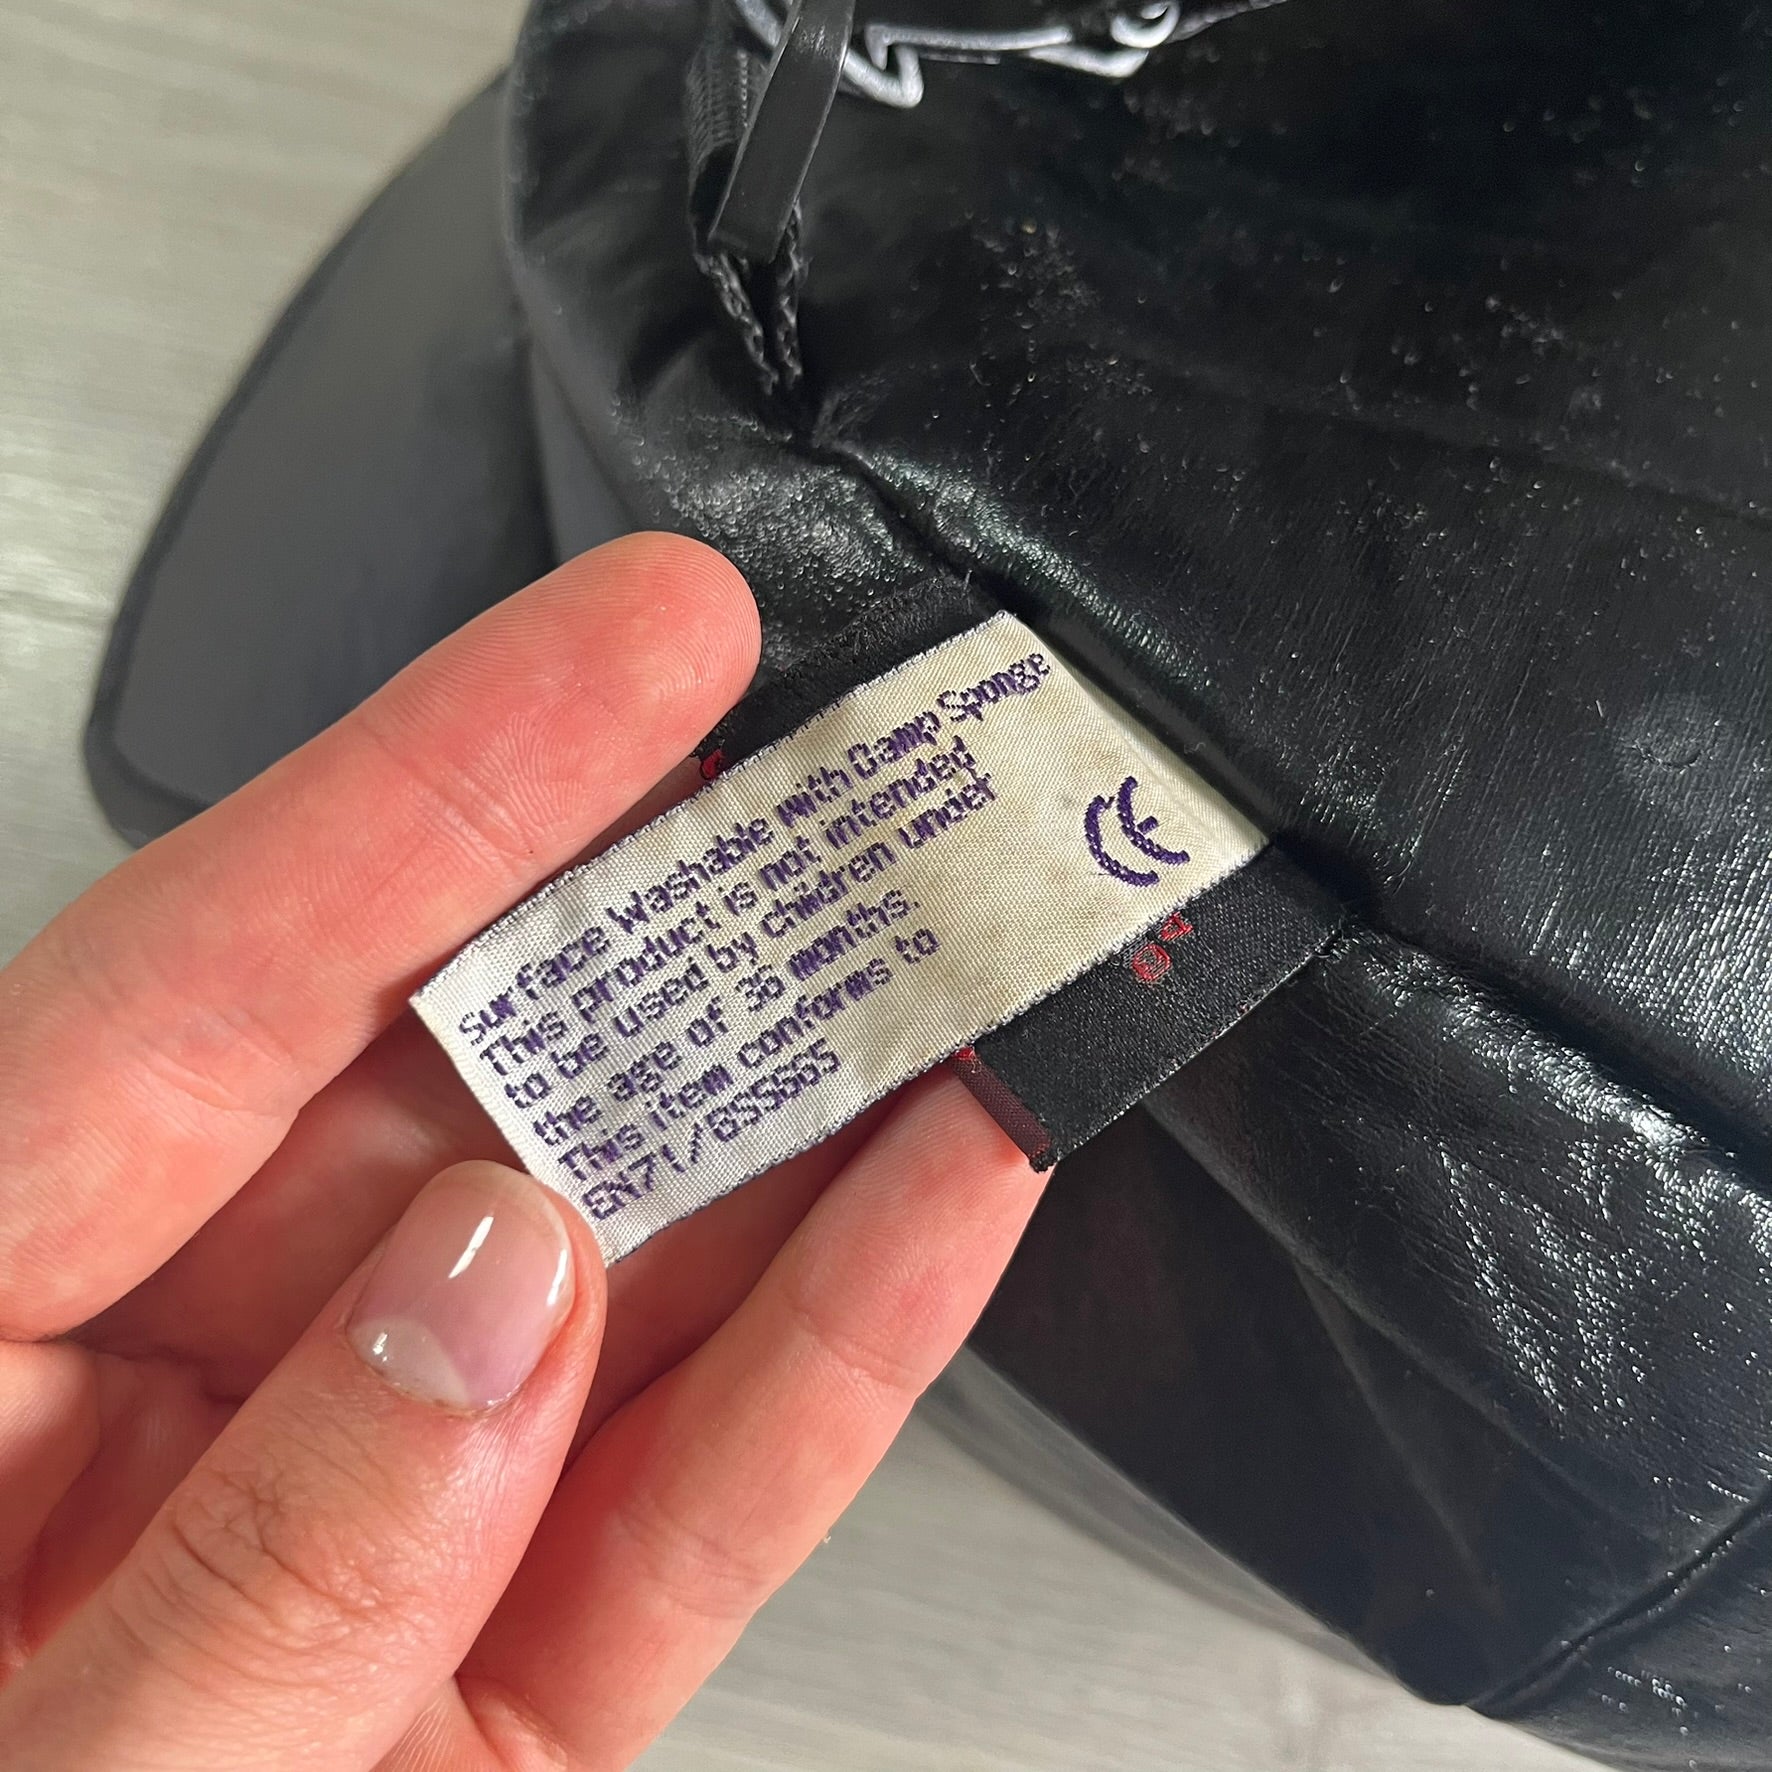 Surface Washable with Damp Sponge
This product is not intended
to be used by children under
the age of 36 months.
This item conforms to
EN71/BS5665
CE